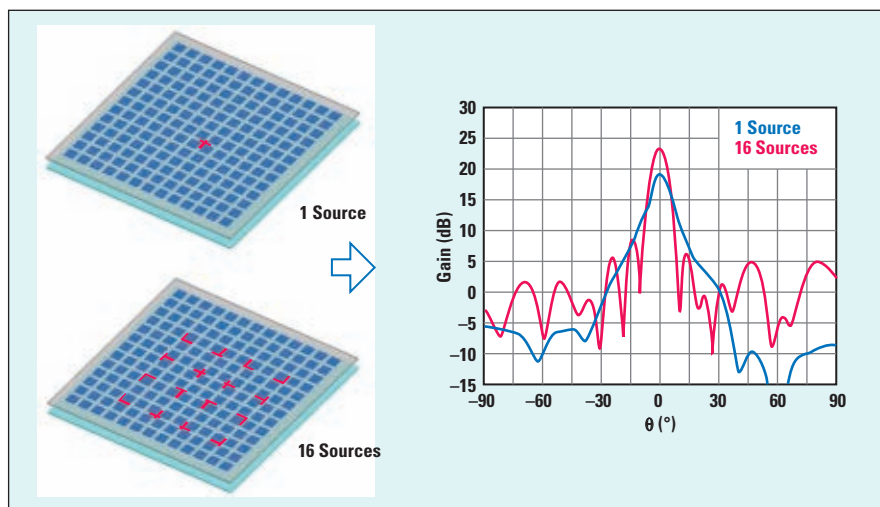 1 Source
16 Sources
Gain (dB)
30
25
20
15
10
5
0
–5
–10
–15
1 Source
16 Sources
–90 –60 –30 0 30 60 90
θ (°)